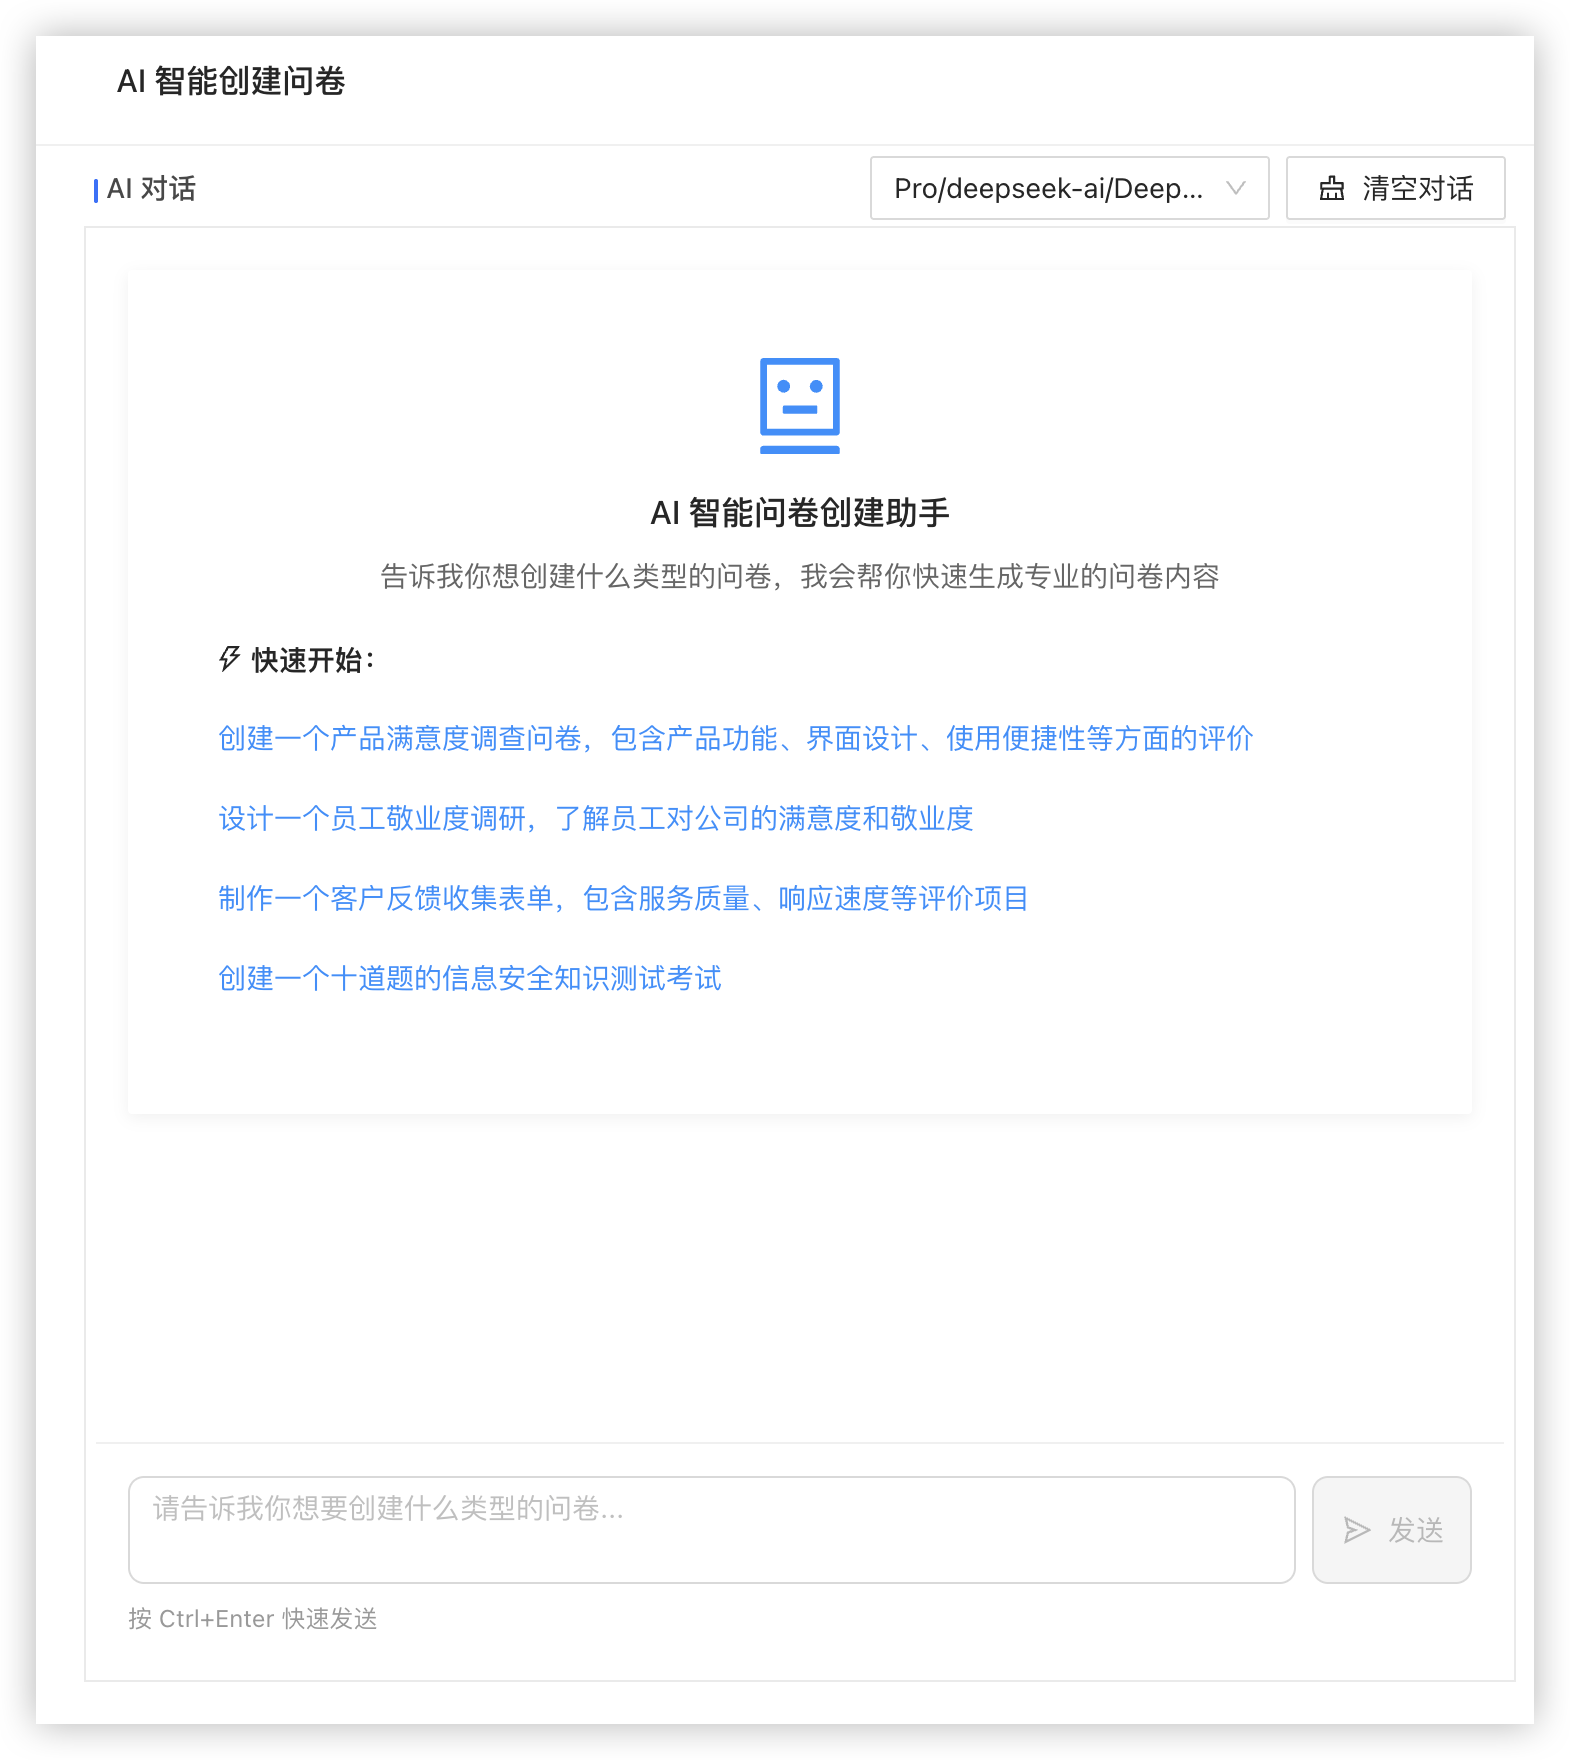 AI 智能创建问卷
AI 对话
Pro/deepseek-ai/Deep...
清空对话
AI 智能问卷创建助手
告诉我你想创建什么类型的问卷，我会帮你快速生成专业的问卷内容
快速开始：
创建一个产品满意度调查问卷，包含产品功能、界面设计、使用便捷性等方面的评价
设计一个员工敬业度调研，了解员工对公司的满意度和敬业度
制作一个客户反馈收集表单，包含服务质量、响应速度等评价项目
创建一个十道题的信息安全知识测试考试
请告诉我你想要创建什么类型的问卷...
发送
按 Ctrl+Enter 快速发送